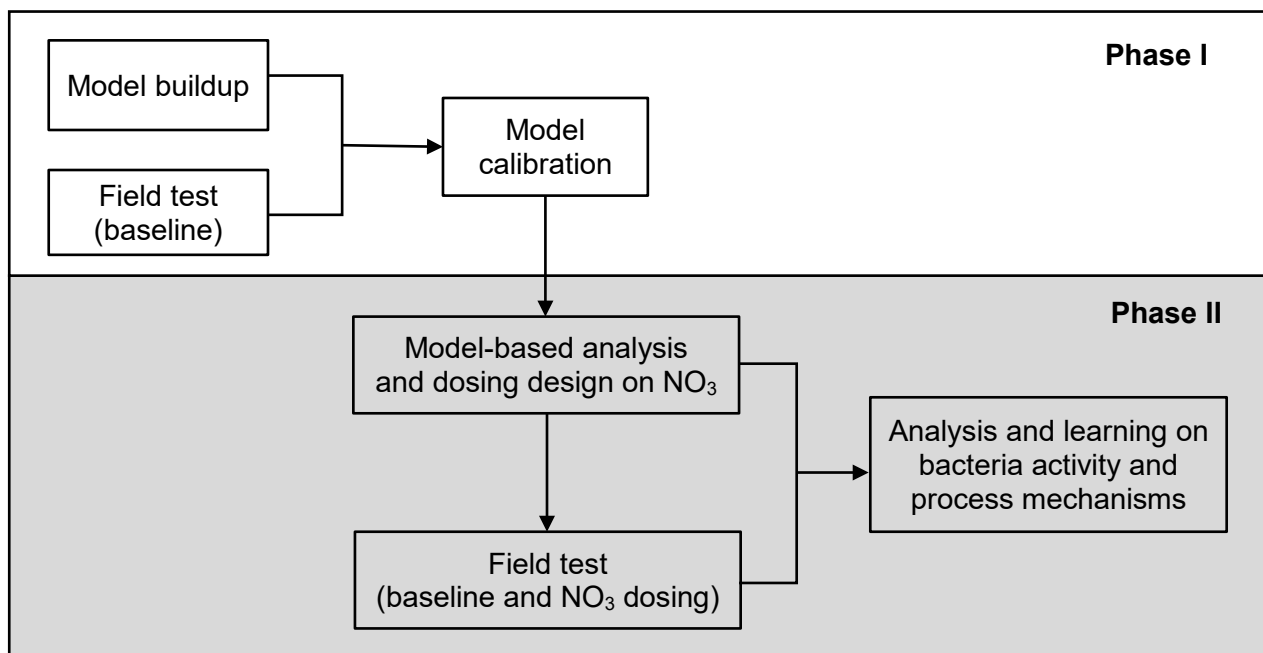 Phase I
Model buildup
Field test
(baseline)
Model
calibration
Phase II
Model-based analysis
and dosing design on NO₃
Field test
(baseline and NO₃ dosing)
Analysis and learning on
bacteria activity and
process mechanisms